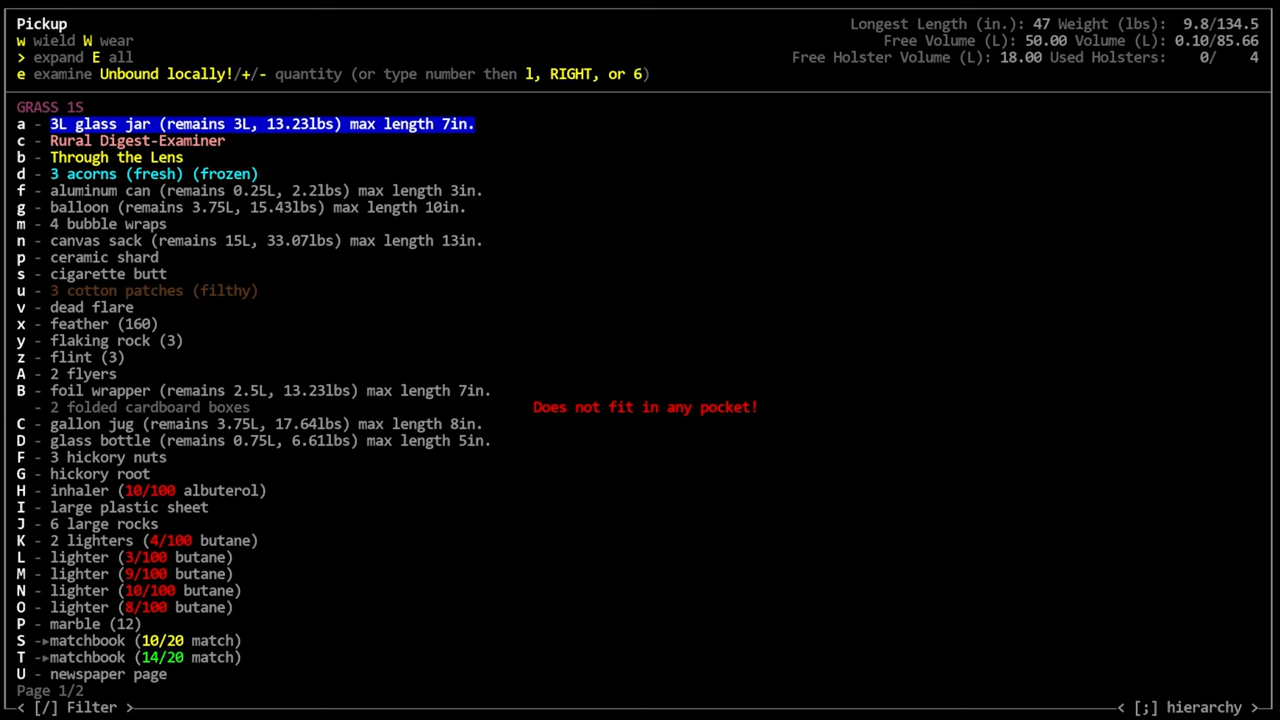 Pickup
Longest Length (in.): 47 Weight (lbs): 9.8/134.5
w wield W wear
Free Volume (L): 50.00 Volume (L): 0.10/85.66
> expand E all
Free Holster Volume (L): 18.00 Used Holsters: 0/ 4
e examine Unbound locally!/+/- quantity (or type number then l, RIGHT, or 6)
GRASS 1S
a - 3L glass jar (remains 3L, 13.23lbs) max length 7in.
c - Rural Digest-Examiner
b - Through the Lens
d - 3 acorns (fresh) (frozen)
f - aluminum can (remains 0.25L, 2.2lbs) max length 3in.
g - balloon (remains 3.75L, 15.43lbs) max length 10in.
m - 4 bubble wraps
n - canvas sack (remains 15L, 33.07lbs) max length 13in.
p - ceramic shard
s - cigarette butt
u - 3 cotton patches (filthy)
v - dead flare
x - feather (160)
y - flaking rock (3)
z - flint (3)
A - 2 flyers
B - foil wrapper (remains 2.5L, 13.23lbs) max length 7in.
- 2 folded cardboard boxes Does not fit in any pocket!
C - gallon jug (remains 3.75L, 17.64lbs) max length 8in.
D - glass bottle (remains 0.75L, 6.61lbs) max length 5in.
F - 3 hickory nuts
G - hickory root
H - inhaler (10/100 albuterol)
I - large plastic sheet
J - 6 large rocks
K - 2 lighters (4/100 butane)
L - lighter (3/100 butane)
M - lighter (9/100 butane)
N - lighter (10/100 butane)
O - lighter (8/100 butane)
P - marble (12)
S -▸matchbook (10/20 match)
T -▸matchbook (14/20 match)
U - newspaper page
Page 1/2
< [/] Filter >
< [;] hierarchy >